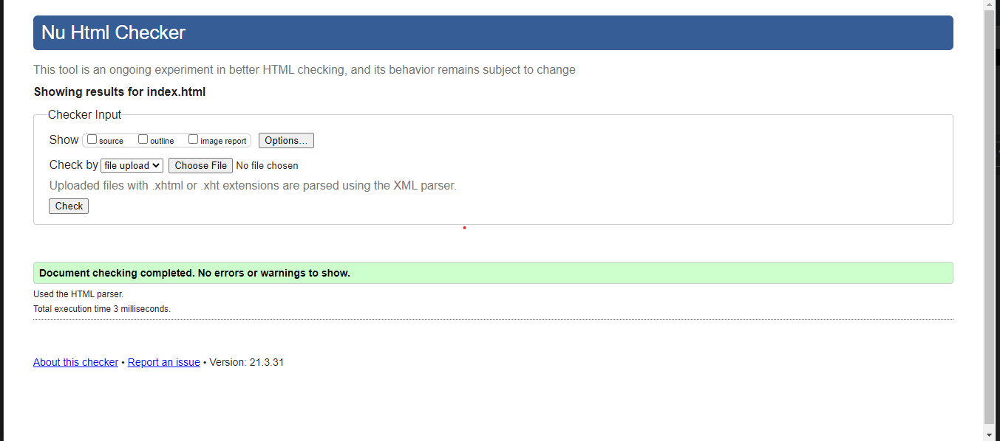 Nu Html Checker
This tool is an ongoing experiment in better HTML checking, and its behavior remains subject to change
Showing results for index.html
Checker Input
Show source outline image report Options...
Check by file upload Choose File No file chosen
Uploaded files with .xhtml or .xht extensions are parsed using the XML parser.
Check
Document checking completed. No errors or warnings to show.
Used the HTML parser.
Total execution time 3 milliseconds.
About this checker • Report an issue • Version: 21.3.31